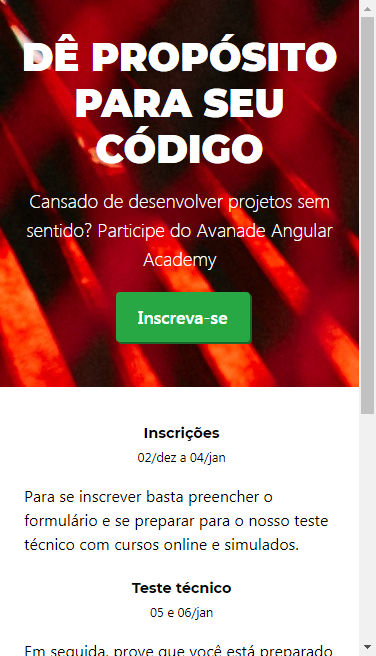 DÊ PROPÓSITO
PARA SEU
CÓDIGO
Cansado de desenvolver projetos sem
sentido? Participe do Avanade Angular
Academy
Inscreva-se
Inscrições
02/dez a 04/jan
Para se inscrever basta preencher o
formulário e se preparar para o nosso teste
técnico com cursos online e simulados.
Teste técnico
05 e 06/jan
Em seguida, prove que você está preparado